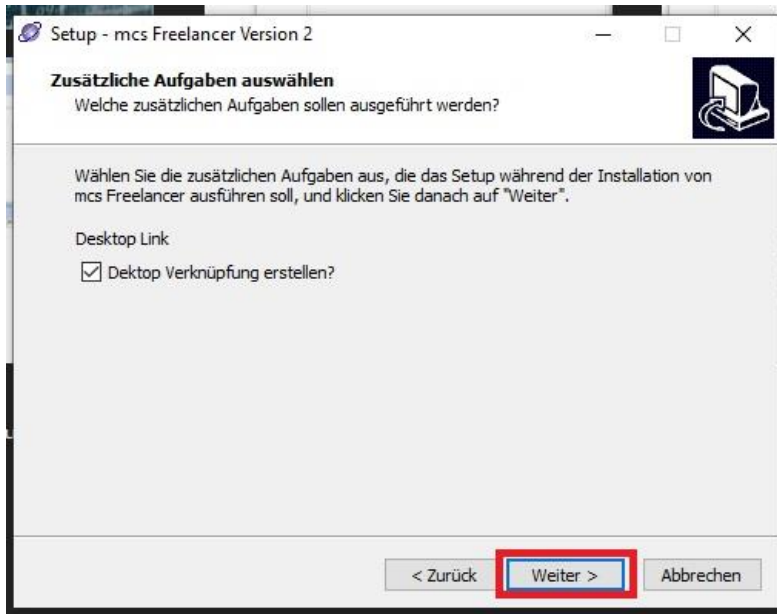 Setup - mcs Freelancer Version 2
Zusätzliche Aufgaben auswählen
Welche zusätzlichen Aufgaben sollen ausgeführt werden?
Wählen Sie die zusätzlichen Aufgaben aus, die das Setup während der Installation von
mcs Freelancer ausführen soll, und klicken Sie danach auf "Weiter".
Desktop Link
Dektop Verknüpfung erstellen?
< Zurück
Weiter >
Abbrechen